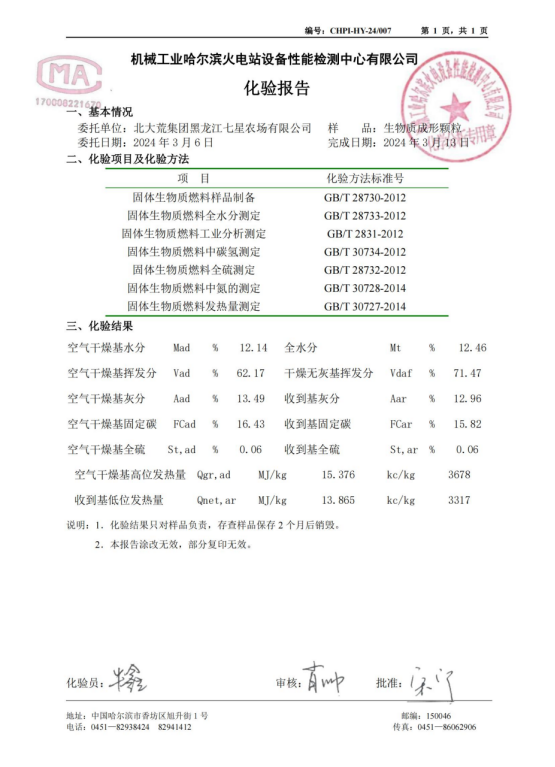 编号：CHPI-HY-24/007 第 1 页，共 1 页
机械工业哈尔滨火电站设备性能检测中心有限公司
化验报告
MA
170008221670
一、基本情况
委托单位：北大荒集团黑龙江七星农场有限公司 样 品：生物质成形颗粒
委托日期：2024 年 3 月 6 日 完成日期：2024 年 3 月 13 日
二、化验项目及化验方法
项 目 化验方法标准号
固体生物质燃料样品制备 GB/T 28730-2012
固体生物质燃料全水分测定 GB/T 28733-2012
固体生物质燃料工业分析测定 GB/T 2831-2012
固体生物质燃料中碳氢测定 GB/T 30734-2012
固体生物质燃料全硫测定 GB/T 28732-2012
固体生物质燃料中氮的测定 GB/T 30728-2014
固体生物质燃料发热量测定 GB/T 30727-2014
三、化验结果
空气干燥基水分 Mad % 12.14 全水分 Mt % 12.46
空气干燥基挥发分 Vad % 62.17 干燥无灰基挥发分 Vdaf % 71.47
空气干燥基灰分 Aad % 13.49 收到基灰分 Aar % 12.96
空气干燥基固定碳 FCad % 16.43 收到基固定碳 FCar % 15.82
空气干燥基全硫 St,ad % 0.06 收到基全硫 St,ar % 0.06
空气干燥基高位发热量 Qgr,ad MJ/kg 15.376 kc/kg 3678
收到基低位发热量 Qnet,ar MJ/kg 13.865 kc/kg 3317
说明：1. 化验结果只对样品负责，存查样品保存 2 个月后销毁。
2. 本报告涂改无效，部分复印无效。
化验员： 审核： 批准：
地址：中国哈尔滨市香坊区旭升街 1 号 邮编：150046
电话：0451—82938424 82941412 传真：0451—86062906